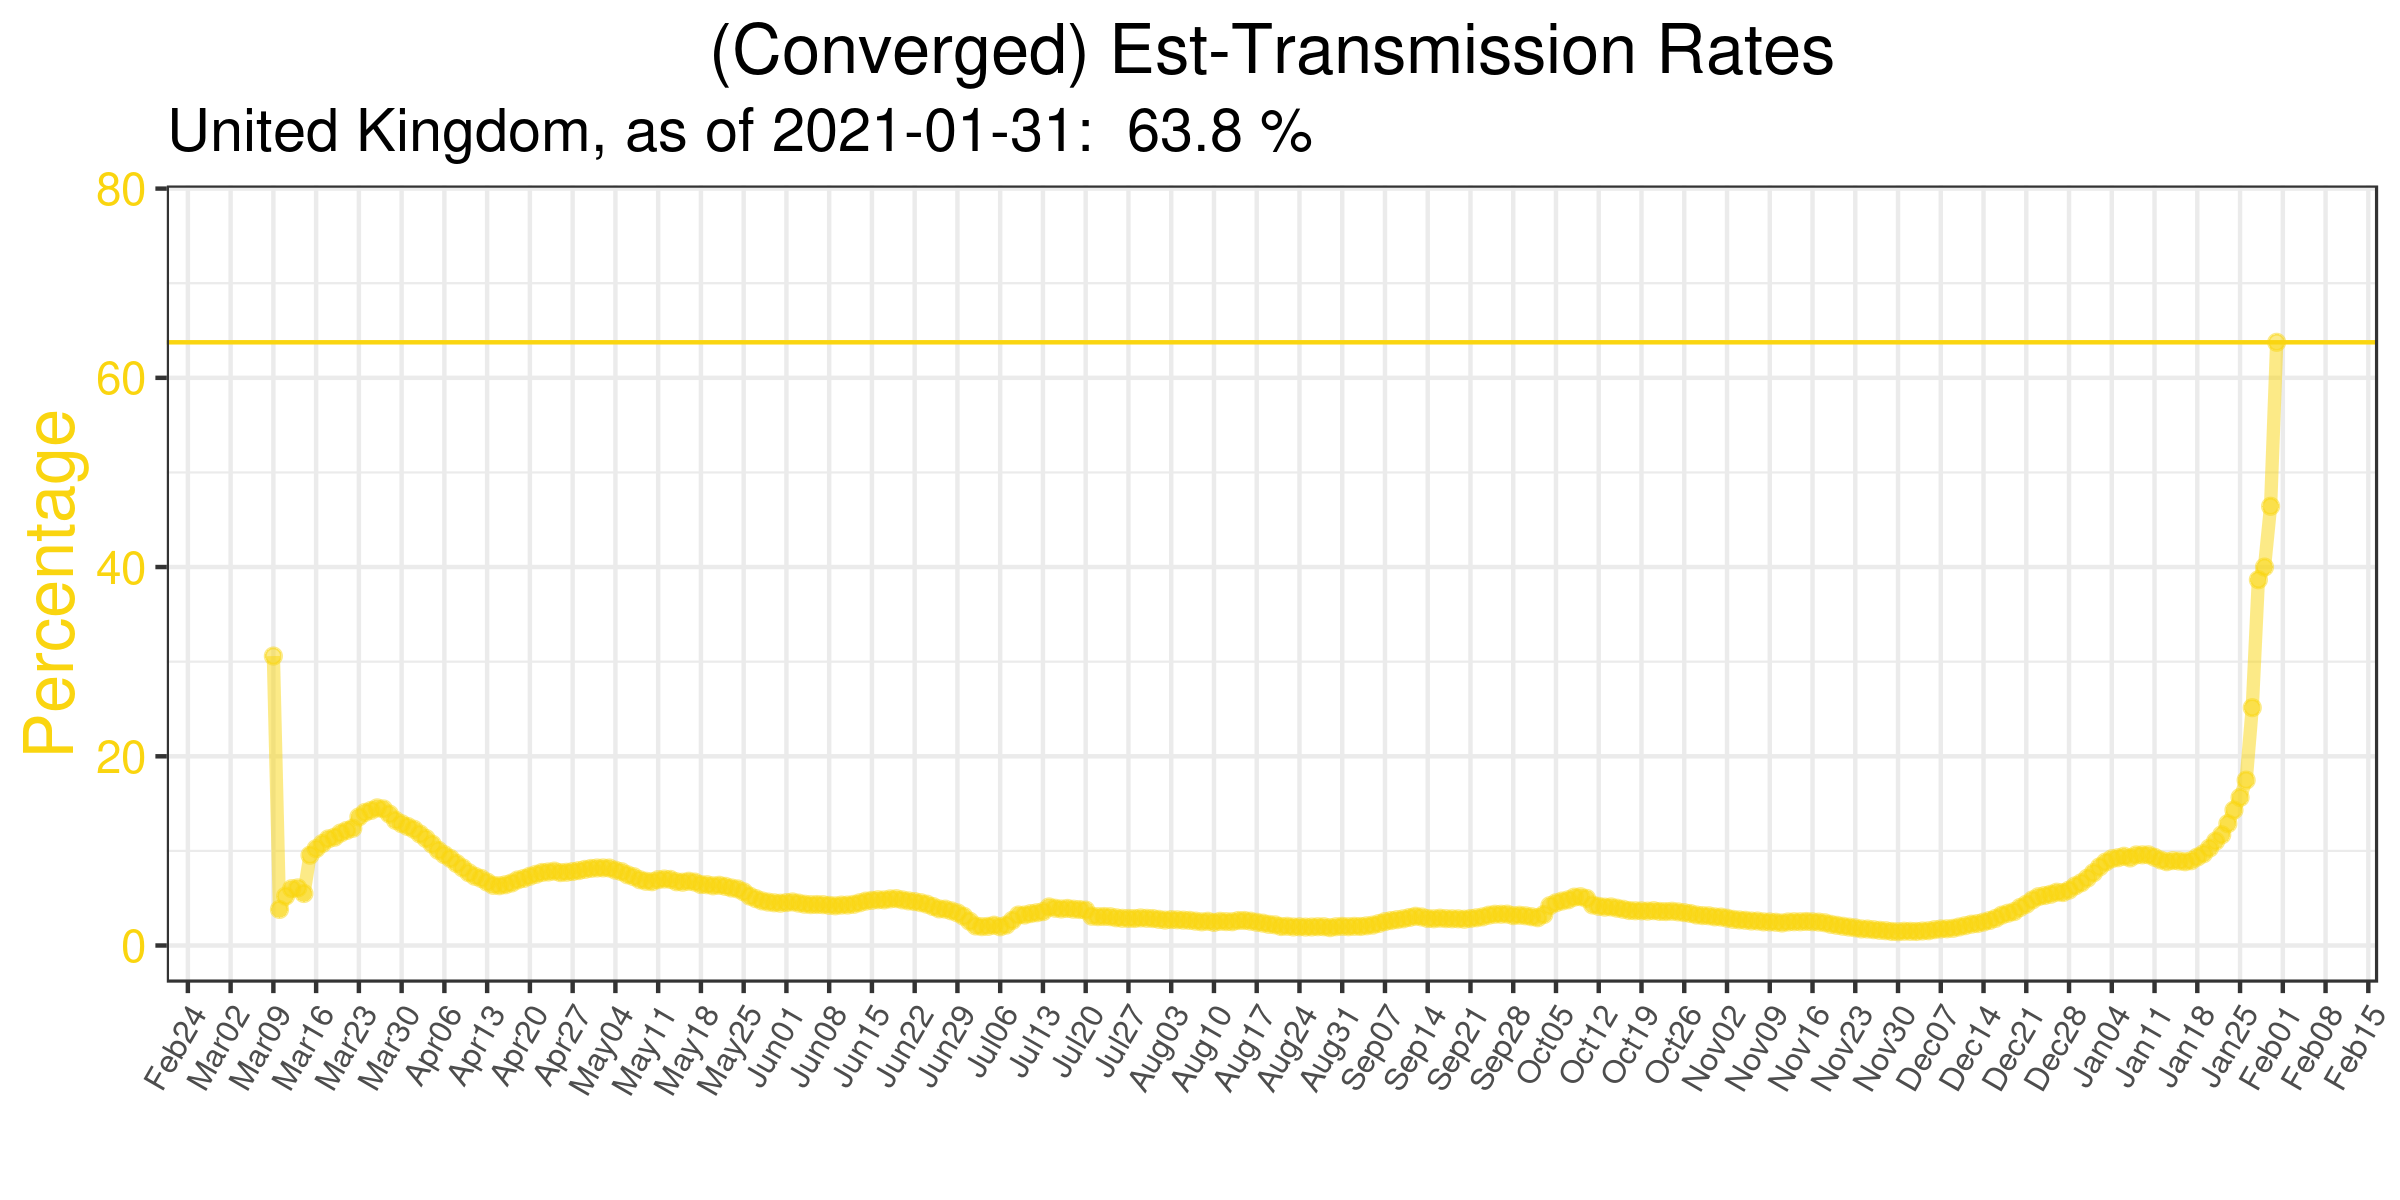 (Converged) Est-Transmission Rates
United Kingdom, as of 2021-01-31:  63.8 %
Percentage
80
60
40
20
0
Feb24 Mar02 Mar09 Mar16 Mar23 Mar30 Apr06 Apr13 Apr20 Apr27 May04 May11 May18 May25 Jun01 Jun08 Jun15 Jun22 Jun29 Jul06 Jul13 Jul20 Jul27 Aug03 Aug10 Aug17 Aug24 Aug31 Sep07 Sep14 Sep21 Sep28 Oct05 Oct12 Oct19 Oct26 Nov02 Nov09 Nov16 Nov23 Nov30 Dec07 Dec14 Dec21 Dec28 Jan04 Jan11 Jan18 Jan25 Feb01 Feb08 Feb15